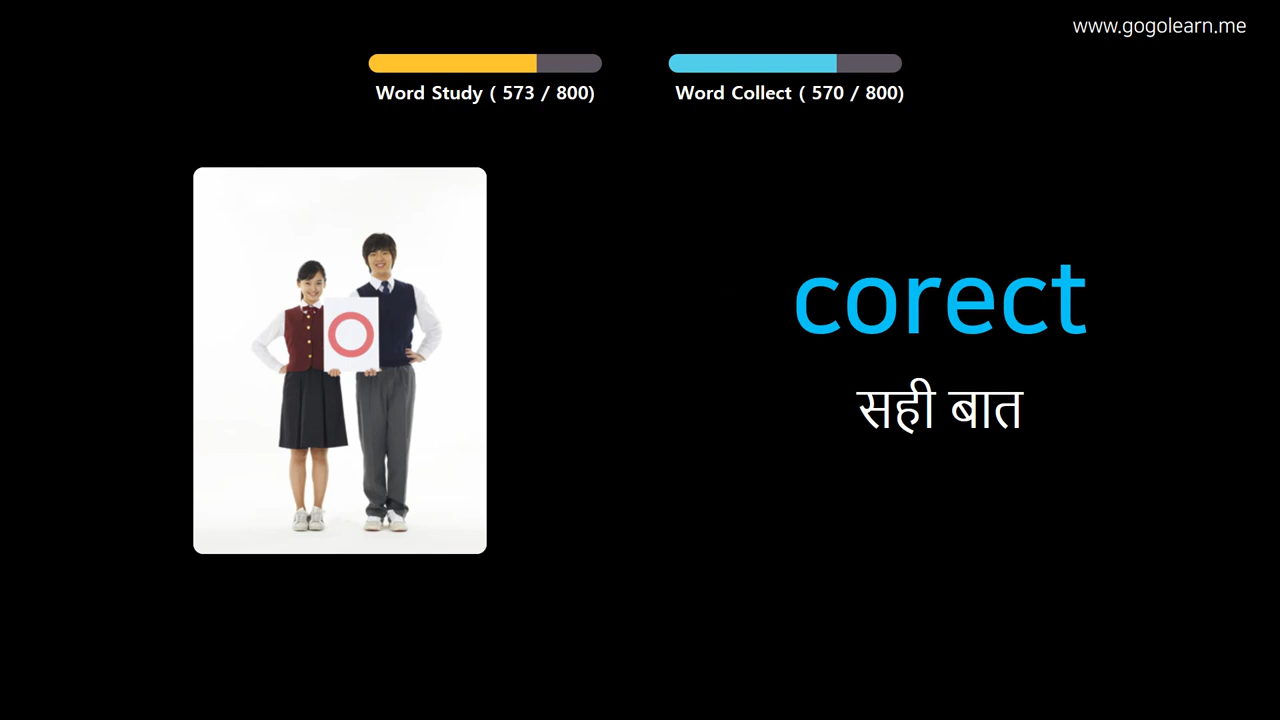 www.gogolearn.me
Word Study ( 573 / 800)
Word Collect ( 570 / 800)
corect
सही बात